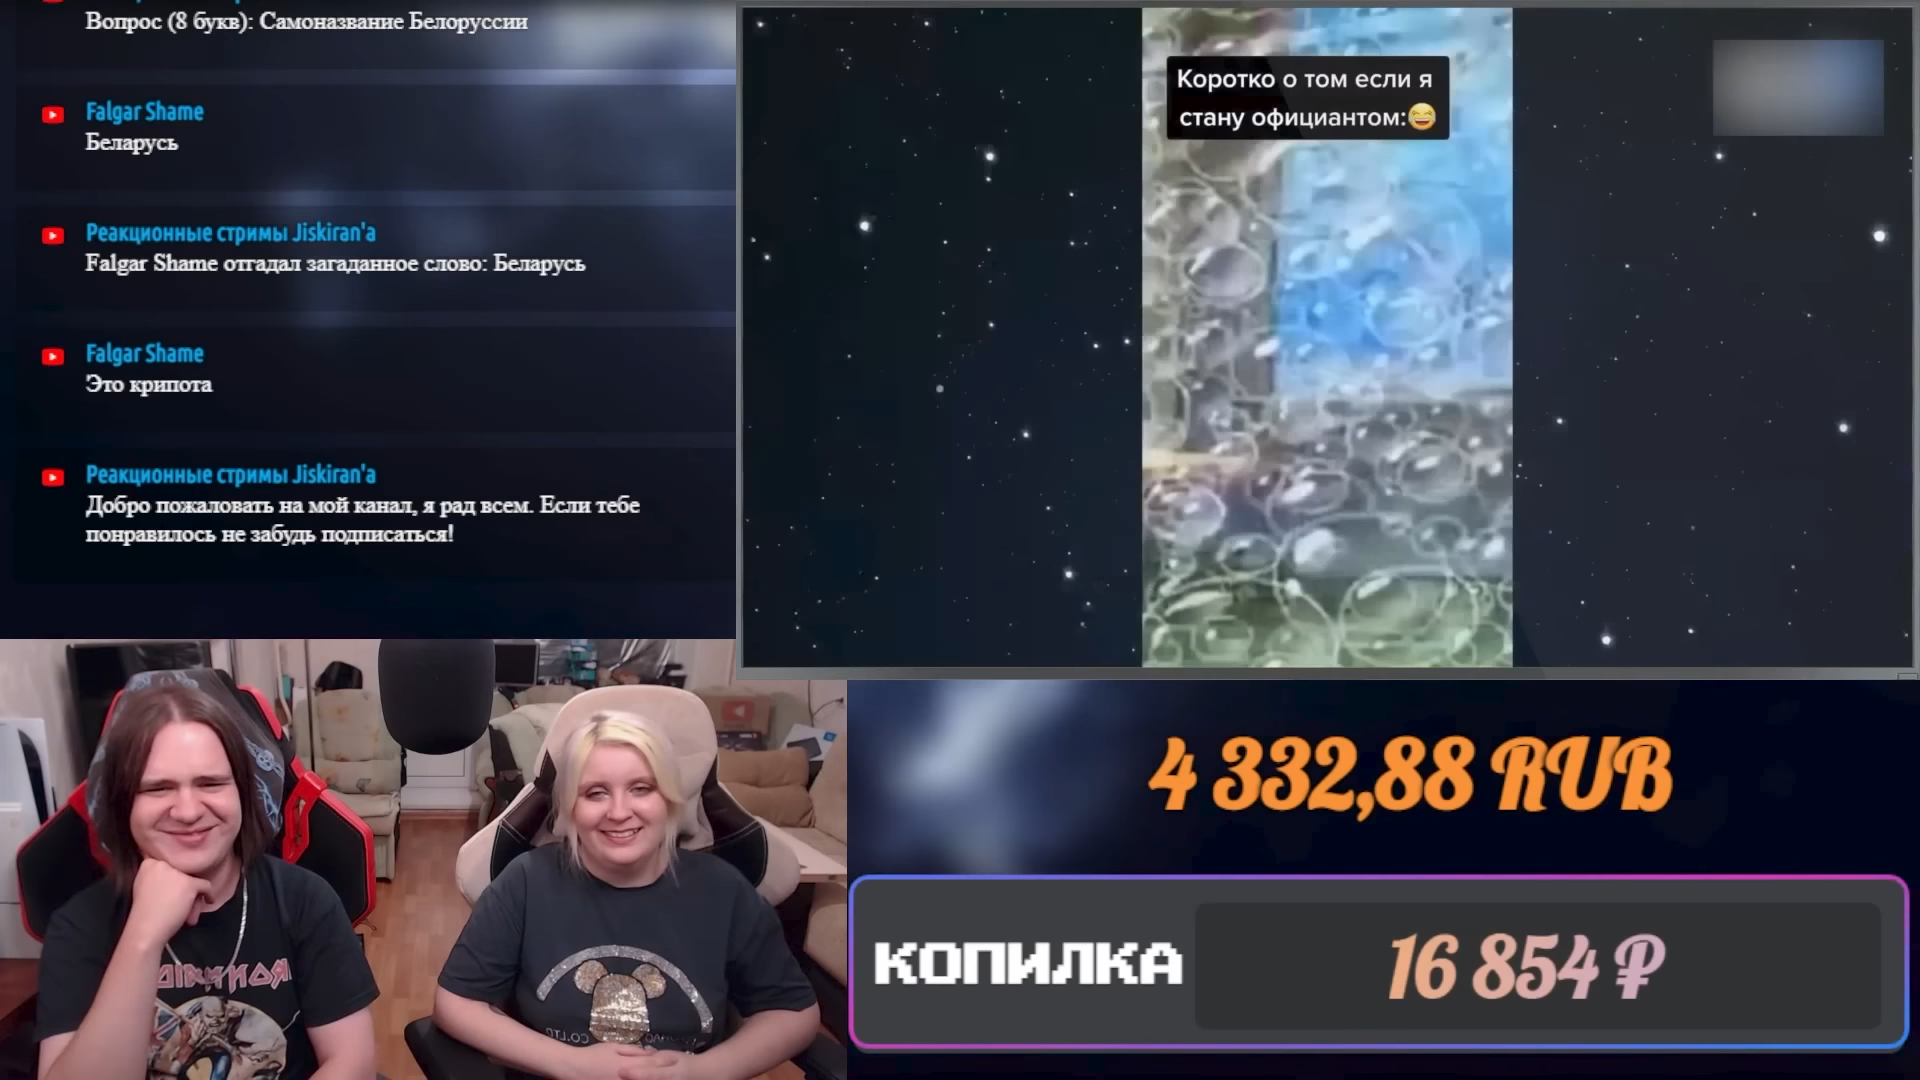 Вопрос (8 букв): Самоназвание Белоруссии
Falgar Shame
Беларусь
Реакционные стримы Jiskiran'a
Falgar Shame отгадал загаданное слово: Беларусь
Falgar Shame
Это крипота
Реакционные стримы Jiskiran'a
Добро пожаловать на мой канал, я рад всем. Если тебе
понравилось не забудь подписаться!
Коротко о том если я
стану официантом:😂
4 332,88 RUB
КОПИЛКА
16 854 ₽